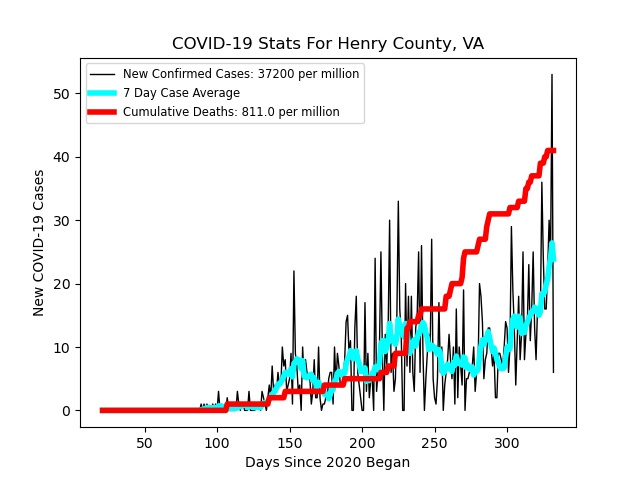 COVID-19 Stats For Henry County, VA
New Confirmed Cases: 37200 per million
7 Day Case Average
Cumulative Deaths: 811.0 per million
New COVID-19 Cases
50
40
30
20
10
0
50 100 150 200 250 300
Days Since 2020 Began